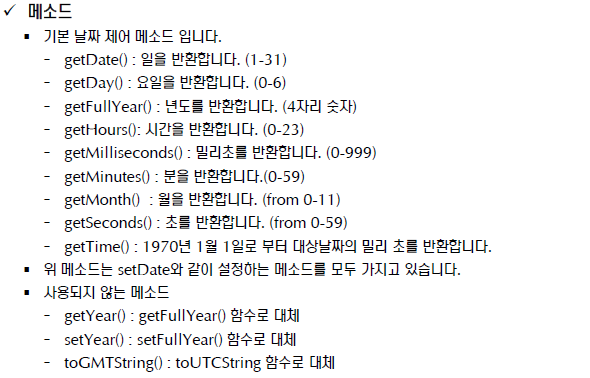 ✓ 메소드
▪ 기본 날짜 제어 메소드 입니다.
- getDate() : 일을 반환합니다. (1-31)
- getDay() : 요일을 반환합니다. (0-6)
- getFullYear() : 년도를 반환합니다. (4자리 숫자)
- getHours(): 시간을 반환합니다. (0-23)
- getMilliseconds() : 밀리초를 반환합니다. (0-999)
- getMinutes() : 분을 반환합니다.(0-59)
- getMonth() : 월을 반환합니다. (from 0-11)
- getSeconds() : 초를 반환합니다. (from 0-59)
- getTime() : 1970년 1월 1일로 부터 대상날짜의 밀리 초를 반환합니다.
▪ 위 메소드는 setDate와 같이 설정하는 메소드를 모두 가지고 있습니다.
▪ 사용되지 않는 메소드
- getYear() : getFullYear() 함수로 대체
- setYear() : setFullYear() 함수로 대체
- toGMTString() : toUTCString 함수로 대체